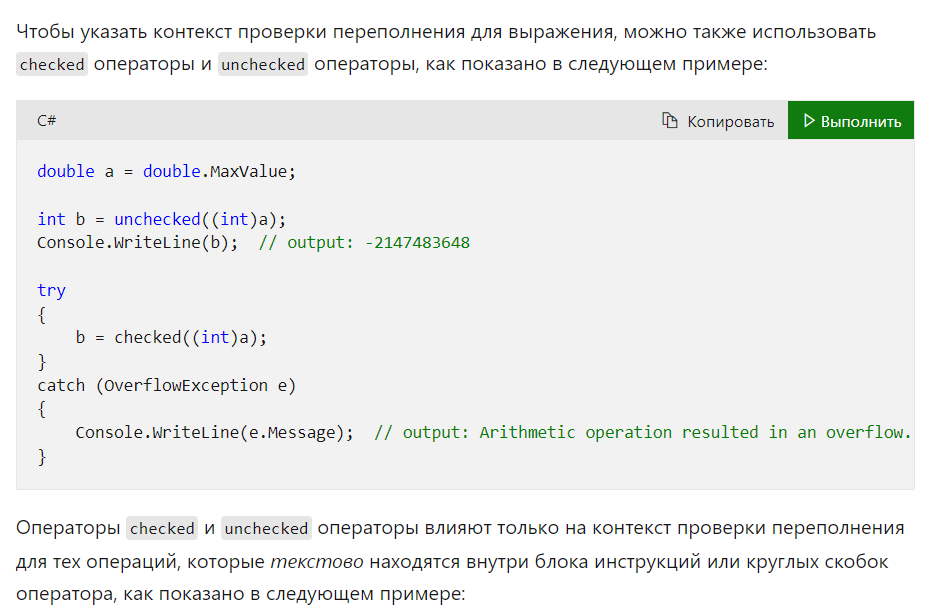 Чтобы указать контекст проверки переполнения для выражения, можно также использовать
checked операторы и unchecked операторы, как показано в следующем примере:
C# Копировать Выполнить
double a = double.MaxValue;
int b = unchecked((int)a);
Console.WriteLine(b);  // output: -2147483648
try
{
    b = checked((int)a);
}
catch (OverflowException e)
{
    Console.WriteLine(e.Message);  // output: Arithmetic operation resulted in an overflow.
}
Операторы checked и unchecked операторы влияют только на контекст проверки переполнения
для тех операций, которые текстово находятся внутри блока инструкций или круглых скобок
оператора, как показано в следующем примере: